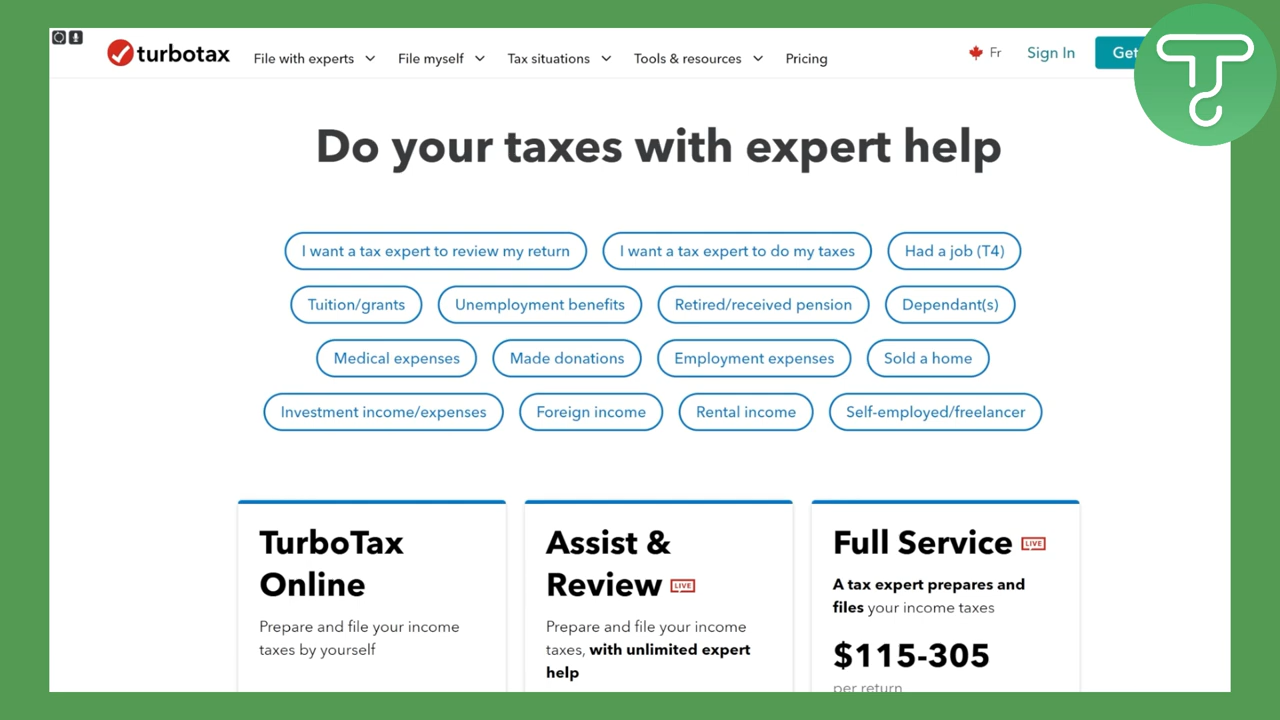 turbotax
File with experts
File myself
Tax situations
Tools & resources
Pricing
Fr
Sign In
Get
Do your taxes with expert help
I want a tax expert to review my return
I want a tax expert to do my taxes
Had a job (T4)
Tuition/grants
Unemployment benefits
Retired/received pension
Dependant(s)
Medical expenses
Made donations
Employment expenses
Sold a home
Investment income/expenses
Foreign income
Rental income
Self-employed/freelancer
TurboTax
Online
Prepare and file your income
taxes by yourself
Assist &
Review LIVE
Prepare and file your income
taxes, with unlimited expert
help
Full Service LIVE
A tax expert prepares and
files your income taxes
$115-305
per return